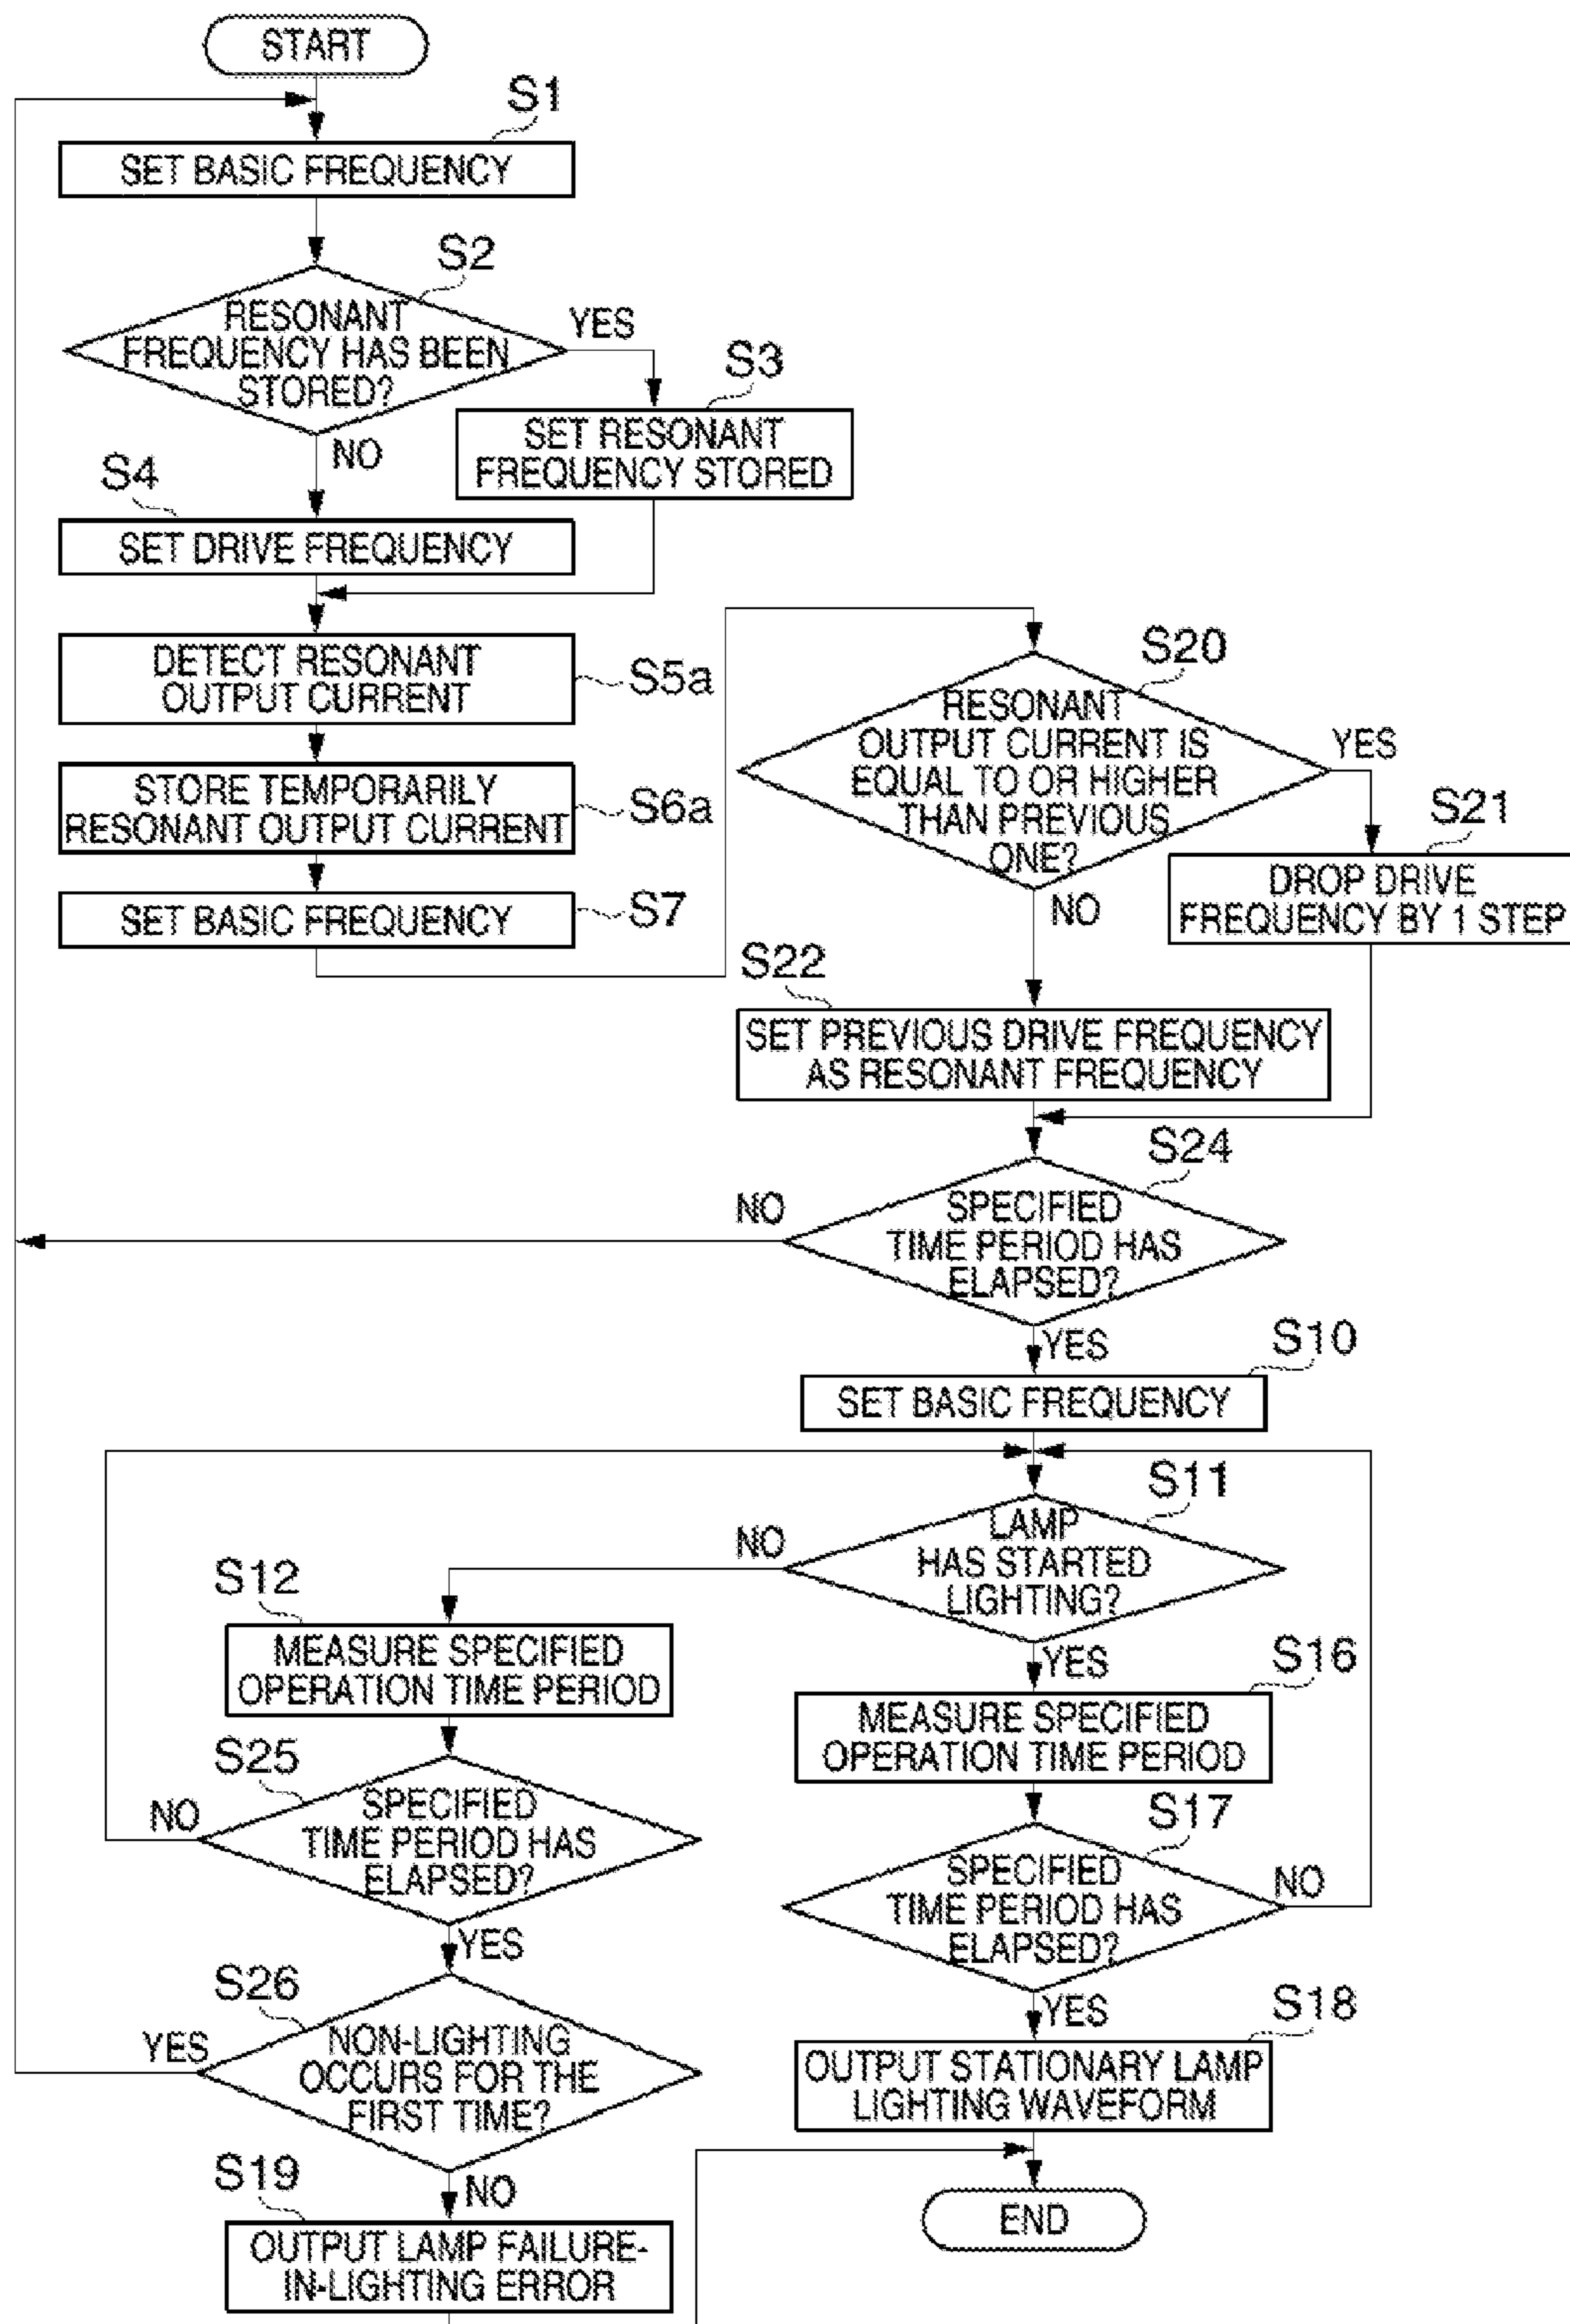 START
S1
SET BASIC FREQUENCY
S2
RESONANT
FREQUENCY HAS BEEN
STORED?
YES
NO
S3
SET RESONANT
FREQUENCY STORED
S4
SET DRIVE FREQUENCY
DETECT RESONANT
OUTPUT CURRENT
S5a
STORE TEMPORARILY
RESONANT OUTPUT CURRENT
S6a
SET BASIC FREQUENCY
S7
S20
RESONANT
OUTPUT CURRENT IS
EQUAL TO OR HIGHER
THAN PREVIOUS
ONE?
YES
NO
S21
DROP DRIVE
FREQUENCY BY 1 STEP
S22
SET PREVIOUS DRIVE FREQUENCY
AS RESONANT FREQUENCY
S24
NO
SPECIFIED
TIME PERIOD HAS
ELAPSED?
YES
S10
SET BASIC FREQUENCY
S11
NO
LAMP
HAS STARTED
LIGHTING?
YES
S12
MEASURE SPECIFIED
OPERATION TIME PERIOD
S16
MEASURE SPECIFIED
OPERATION TIME PERIOD
S25
NO
SPECIFIED
TIME PERIOD HAS
ELAPSED?
YES
S17
SPECIFIED
TIME PERIOD HAS
ELAPSED?
NO
YES
S26
YES
NON-LIGHTING
OCCURS FOR THE
FIRST TIME?
NO
S18
OUTPUT STATIONARY LAMP
LIGHTING WAVEFORM
S19
OUTPUT LAMP FAILURE-
IN-LIGHTING ERROR
END